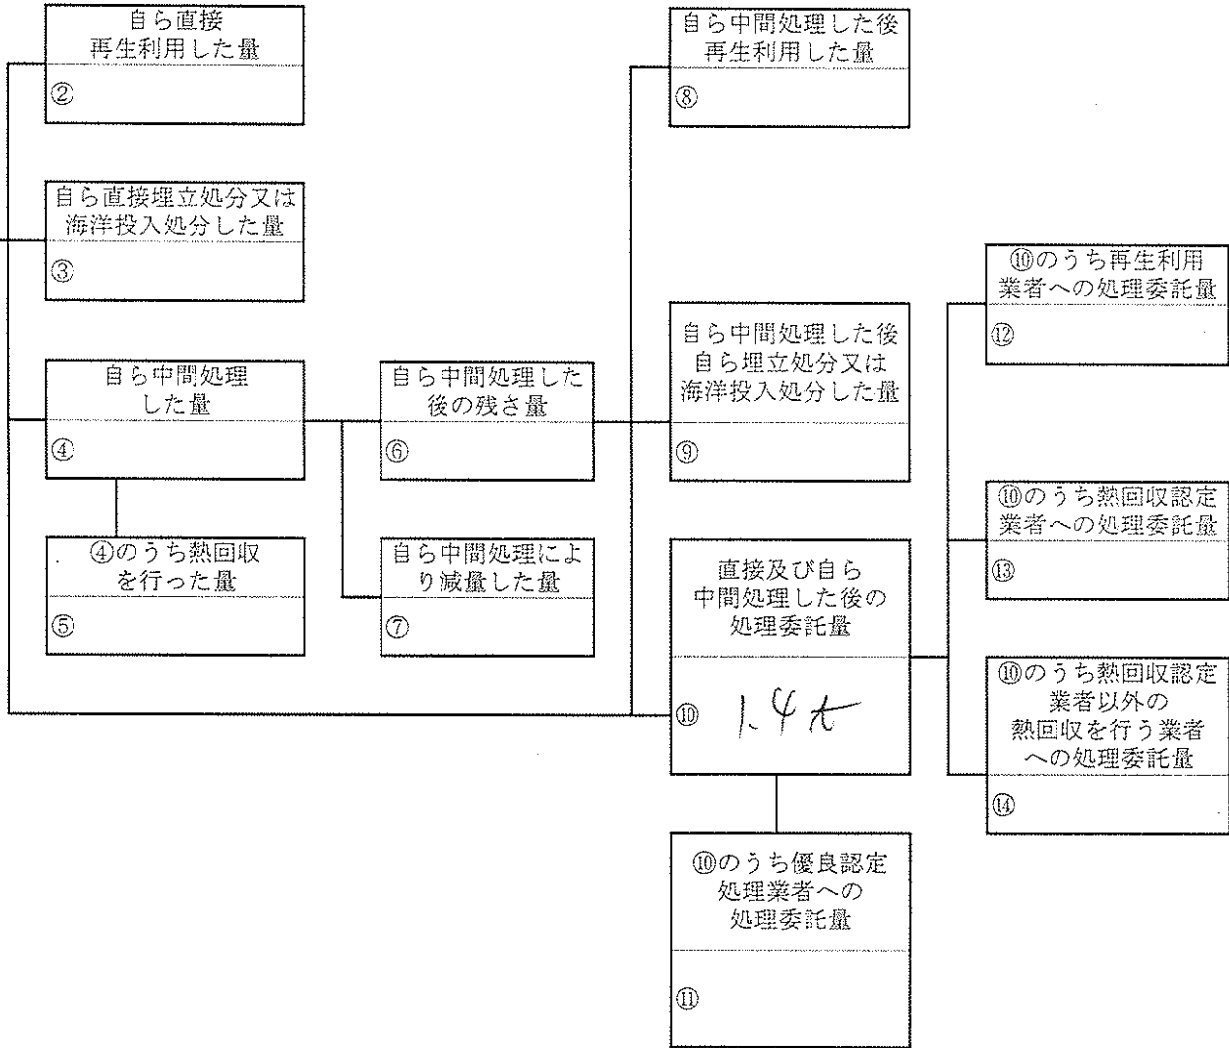 自ら直接
再生利用した量
②
自ら直接埋立処分又は
海洋投入処分した量
③
自ら中間処理
した量
④
④のうち熱回収
を行った量
⑤
自ら中間処理した
後の残さ量
⑥
自ら中間処理によ
り減量した量
⑦
自ら中間処理した後
再生利用した量
⑧
自ら中間処理した後
自ら埋立処分又は
海洋投入処分した量
⑨
直接及び自ら
中間処理した後の
処理委託量
⑩ 1.4t
⑩のうち優良認定
処理業者への
処理委託量
⑪
⑩のうち再生利用
業者への処理委託量
⑫
⑩のうち熱回収認定
業者への処理委託量
⑬
⑩のうち熱回収認定
業者以外の
熱回収を行う業者
への処理委託量
⑭